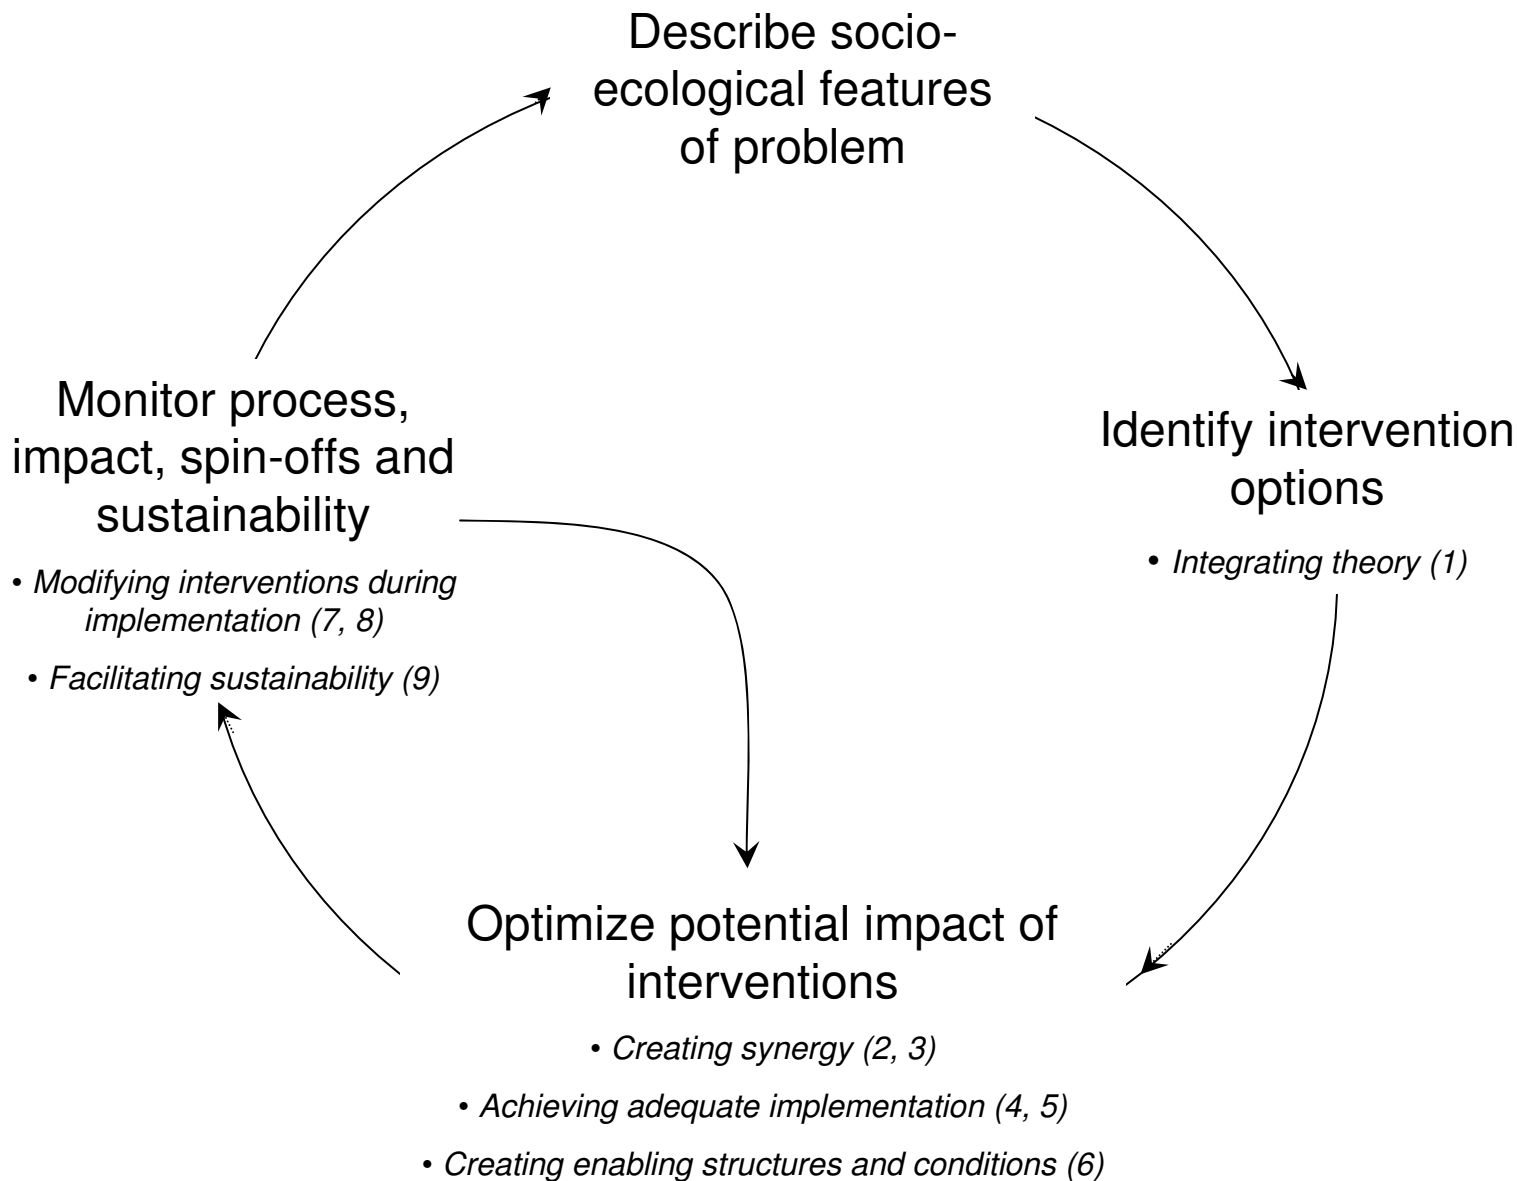 Describe socio-
ecological features
of problem
Monitor process,
impact, spin-offs and
sustainability
• Modifying interventions during
implementation (7, 8)
• Facilitating sustainability (9)
Identify intervention
options
• Integrating theory (1)
Optimize potential impact of
interventions
• Creating synergy (2, 3)
• Achieving adequate implementation (4, 5)
• Creating enabling structures and conditions (6)